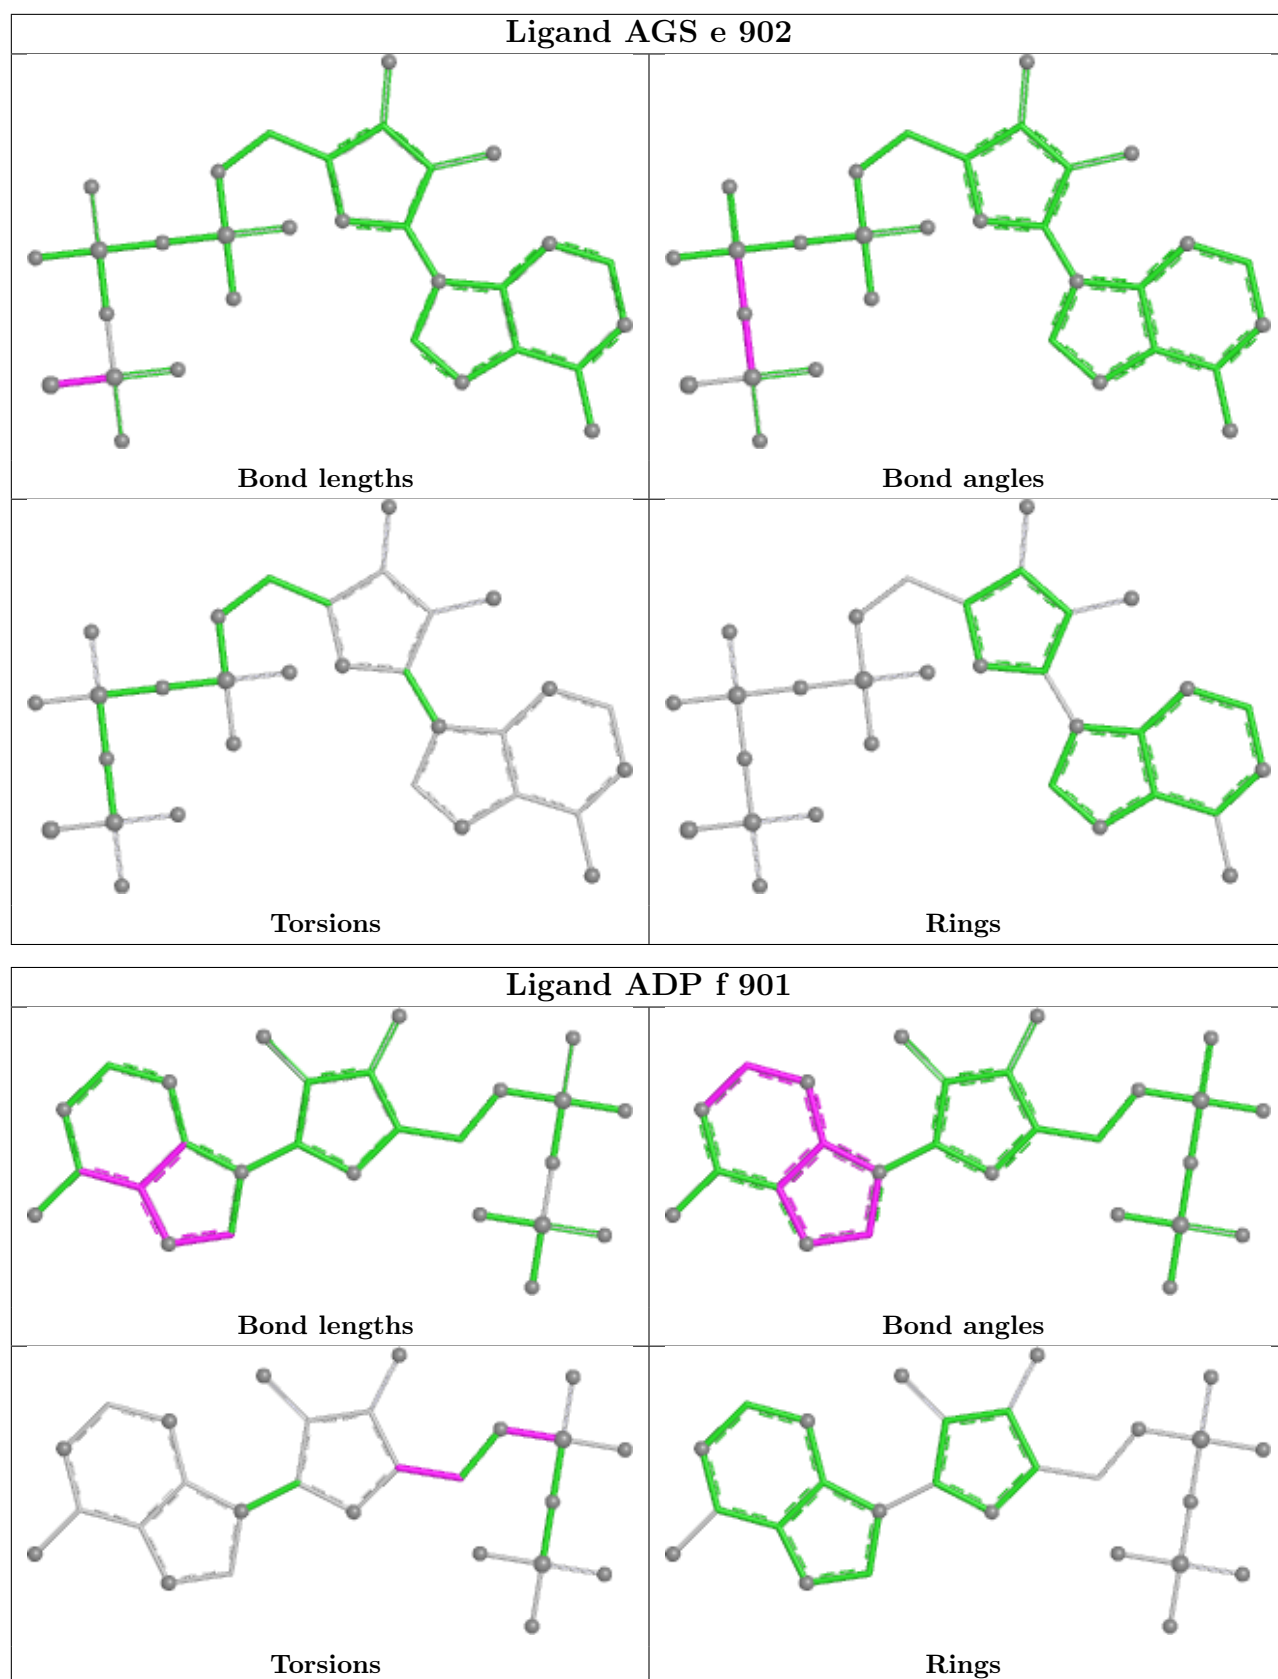 Ligand AGS e 902
Bond lengths
Bond angles
Torsions
Rings
Ligand ADP f 901
Bond lengths
Bond angles
Torsions
Rings